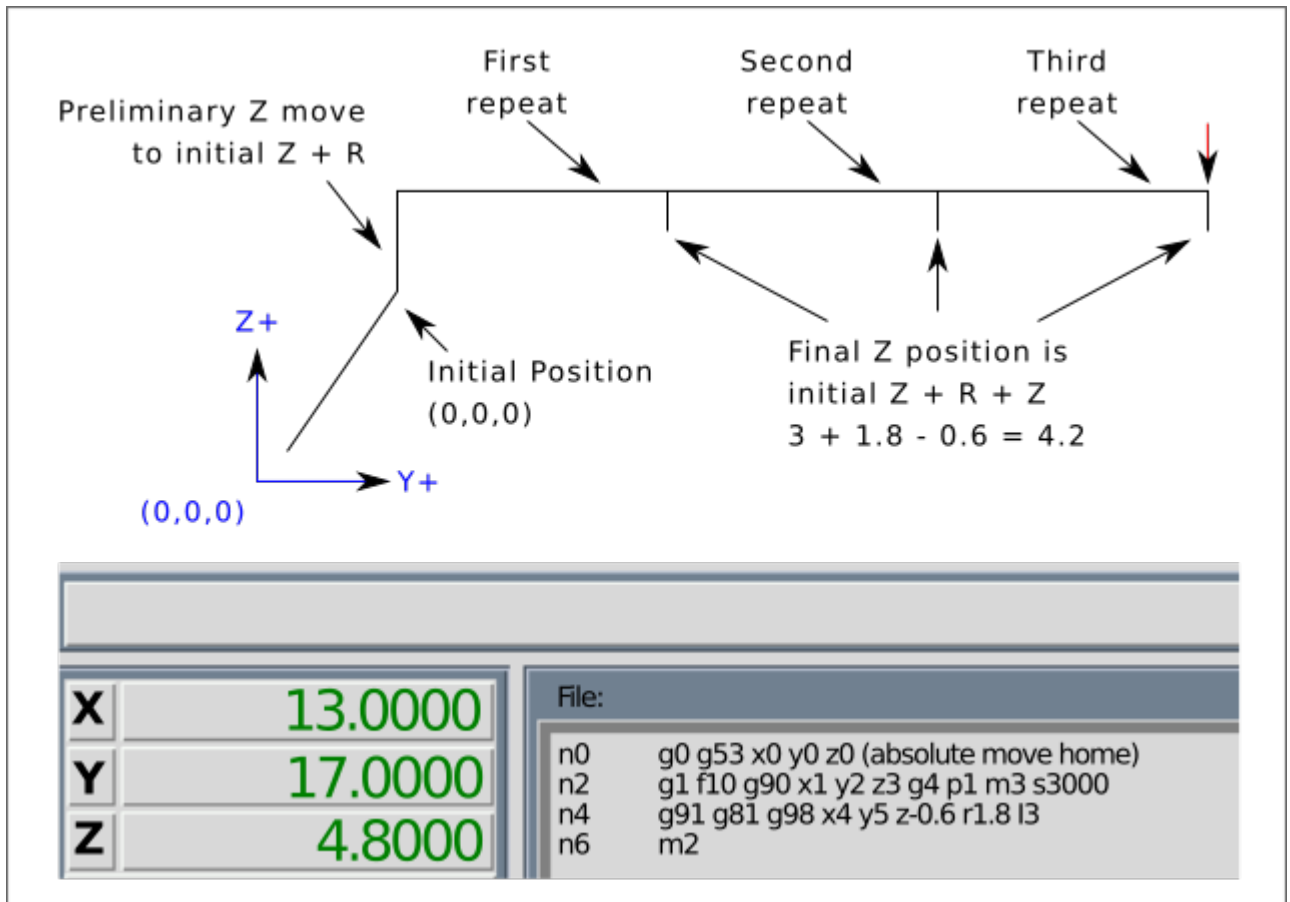 First
repeat
Second
repeat
Third
repeat
Preliminary Z move
to initial Z + R
Z+
Initial Position
(0,0,0)
Final Z position is
initial Z + R + Z
3 + 1.8 - 0.6 = 4.2
Y+
(0,0,0)
X 13.0000
Y 17.0000
Z 4.8000
File:
n0 g0 g53 x0 y0 z0 (absolute move home)
n2 g1 f10 g90 x1 y2 z3 g4 p1 m3 s3000
n4 g91 g81 g98 x4 y5 z-0.6 r1.8 l3
n6 m2